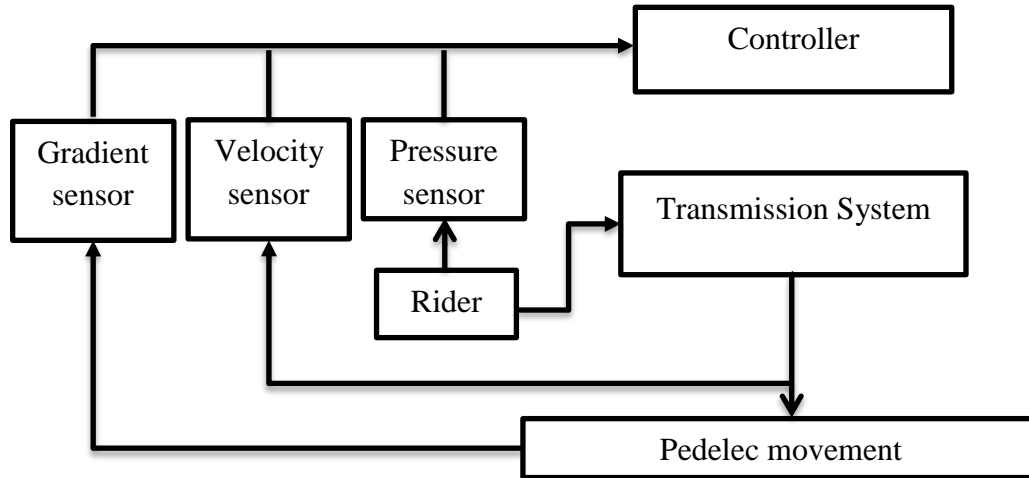 Controller
Gradient
sensor
Velocity
sensor
Pressure
sensor
Transmission System
Rider
Pedelec movement